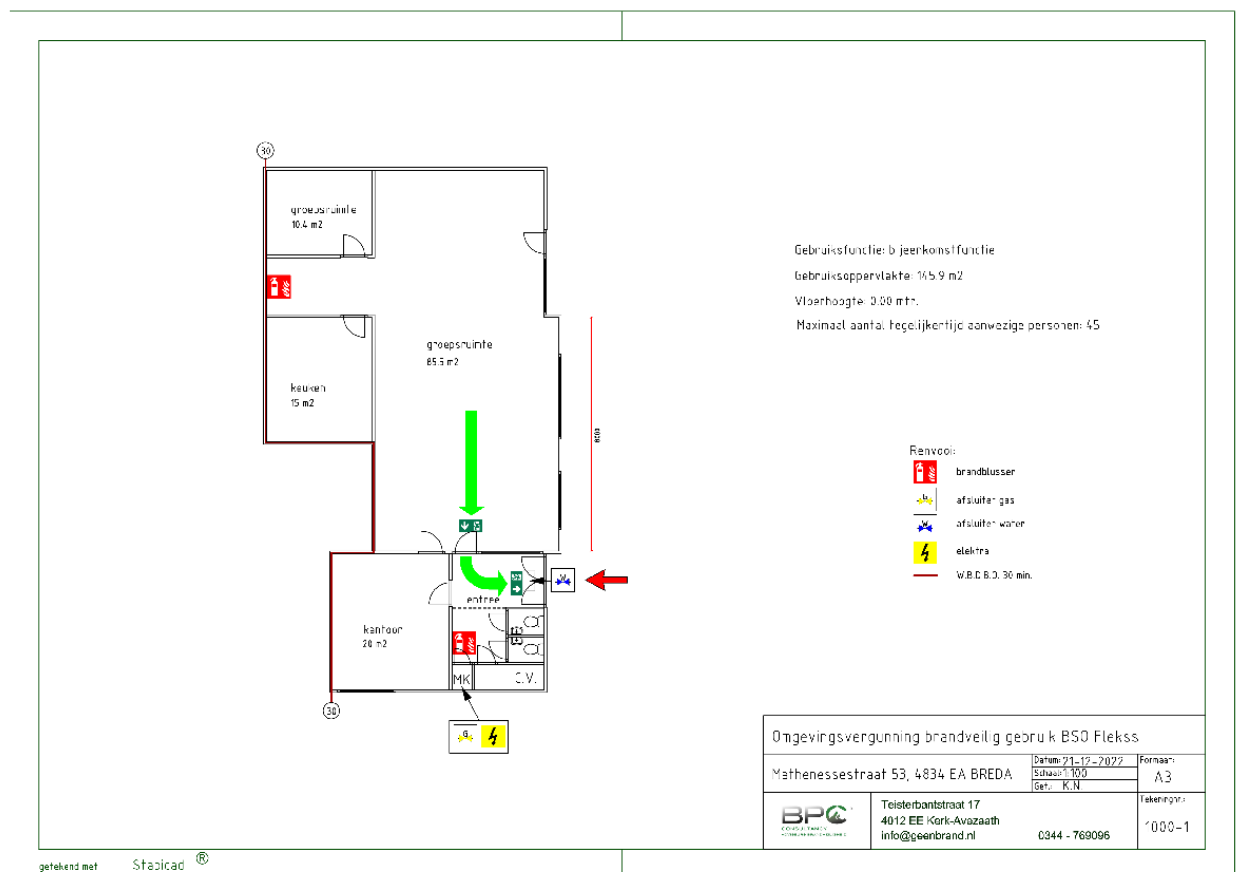 30
groepsruimte
10.4 m2
groepsruimte
keuken
15 m2
8000
entree
kantoor
20 m2
MK
C.V.
30
G
W
Gebruiksfunctie: bijeenkomstfunctie
Gebruiksoppervlakte: 145.9 m2
Vloerhoogte: 0.00 mtr.
Maximaal aantal tegelijkertijd aanwezige personen: 45
Renvooi:
brandblusser
G afsluiter gas
W afsluiter water
elektra
W.B.D.B.O. 30 min.
Omgevingsvergunning brandveilig gebruik BSO Flekss
Mathenessestraat 53, 4834 EA BREDA
Datum: 21-12-2022
Schaal: 1:100
Get.: K.N.
Formaat:
A3
BPC
CONSULTANCY
Teisterbantstraat 17
4012 EE Kerk-Avezaath
info@geenbrand.nl
0344 - 769096
Tekeningnr.:
1000-1
getekend met Stabicad ®